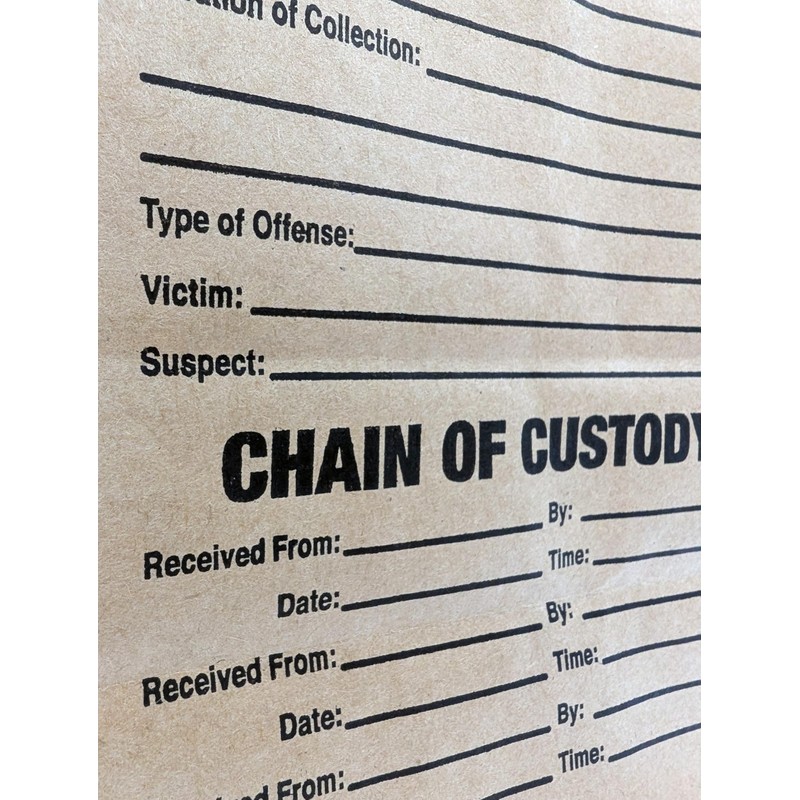 of Collection:
Type of Offense:
Victim:
Suspect:
CHAIN OF CUSTODY
Received From: By:
Date: Time:
Received From: By:
Date: Time:
From: By:
Time: